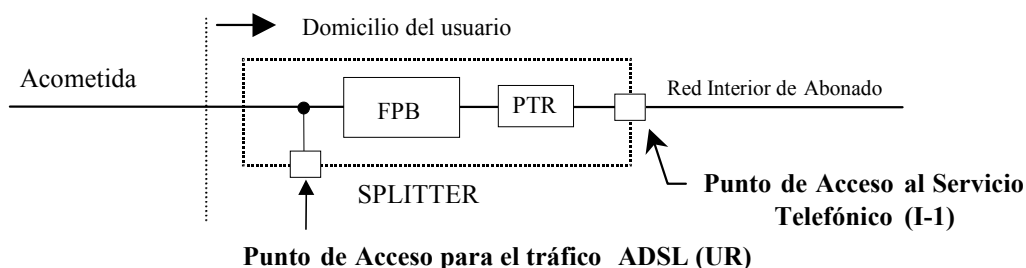 Domicilio del usuario
Acometida
FPB
PTR
Red Interior de Abonado
SPLITTER
Punto de Acceso al Servicio
Telefónico (I-1)
Punto de Acceso para el tráfico ADSL (UR)